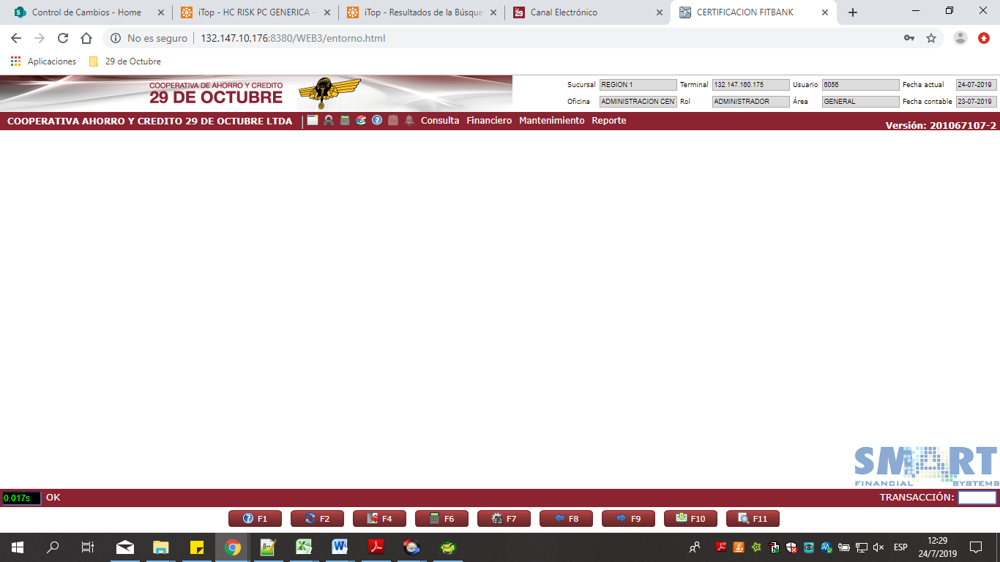 Control de Cambios - Home
iTop - HC RISK PC GENERICA -
iTop - Resultados de la Búsque
Canal Electrónico
CERTIFICACION FITBANK
No es seguro
132.147.10.176:8380/WEB3/entorno.html
Aplicaciones
29 de Octubre
COOPERATIVA DE AHORRO Y CREDITO
29 DE OCTUBRE
Sucursal REGION 1 Terminal 132.147.160.175 Usuario 6056 Fecha actual 24-07-2019
Oficina ADMINISTRACION CEN Rol ADMINISTRADOR Área GENERAL Fecha contable 23-07-2019
COOPERATIVA AHORRO Y CREDITO 29 DE OCTUBRE LTDA Consulta Financiero Mantenimiento Reporte
Versión: 201067107-2
SMART
FINANCIAL SYSTEMS
0.017s OK TRANSACCIÓN:
F1 F2 F4 F6 F7 F8 F9 F10 F11
ESP
12:29
24/7/2019